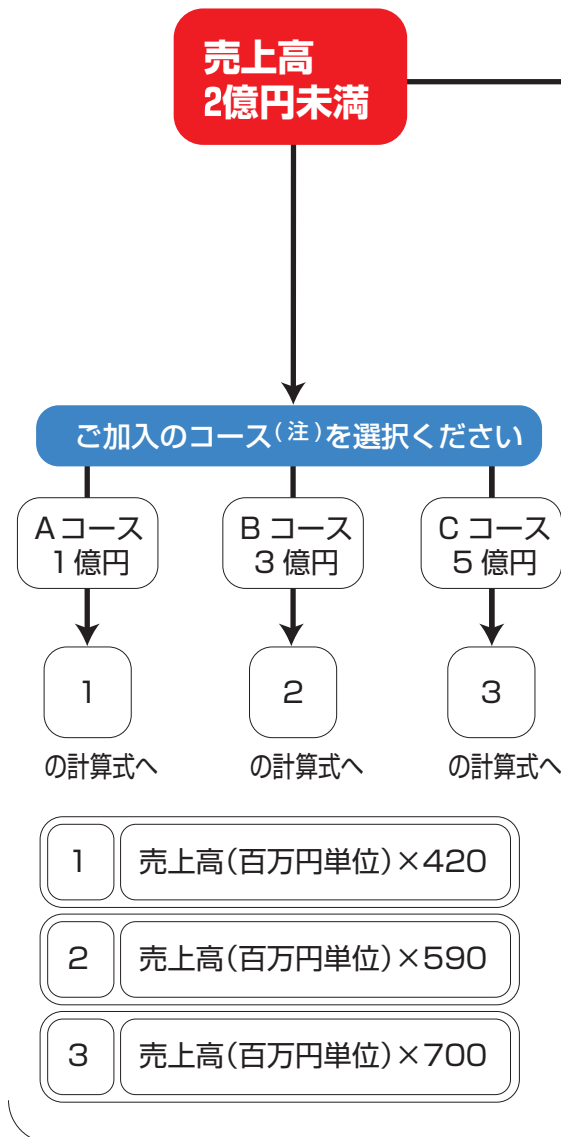 売上高
2億円未満
ご加入のコース(注)を選択ください
Aコース
1億円
Bコース
3億円
Cコース
5億円
1
2
3
の計算式へ
の計算式へ
の計算式へ
1 売上高(百万円単位)×420
2 売上高(百万円単位)×590
3 売上高(百万円単位)×700